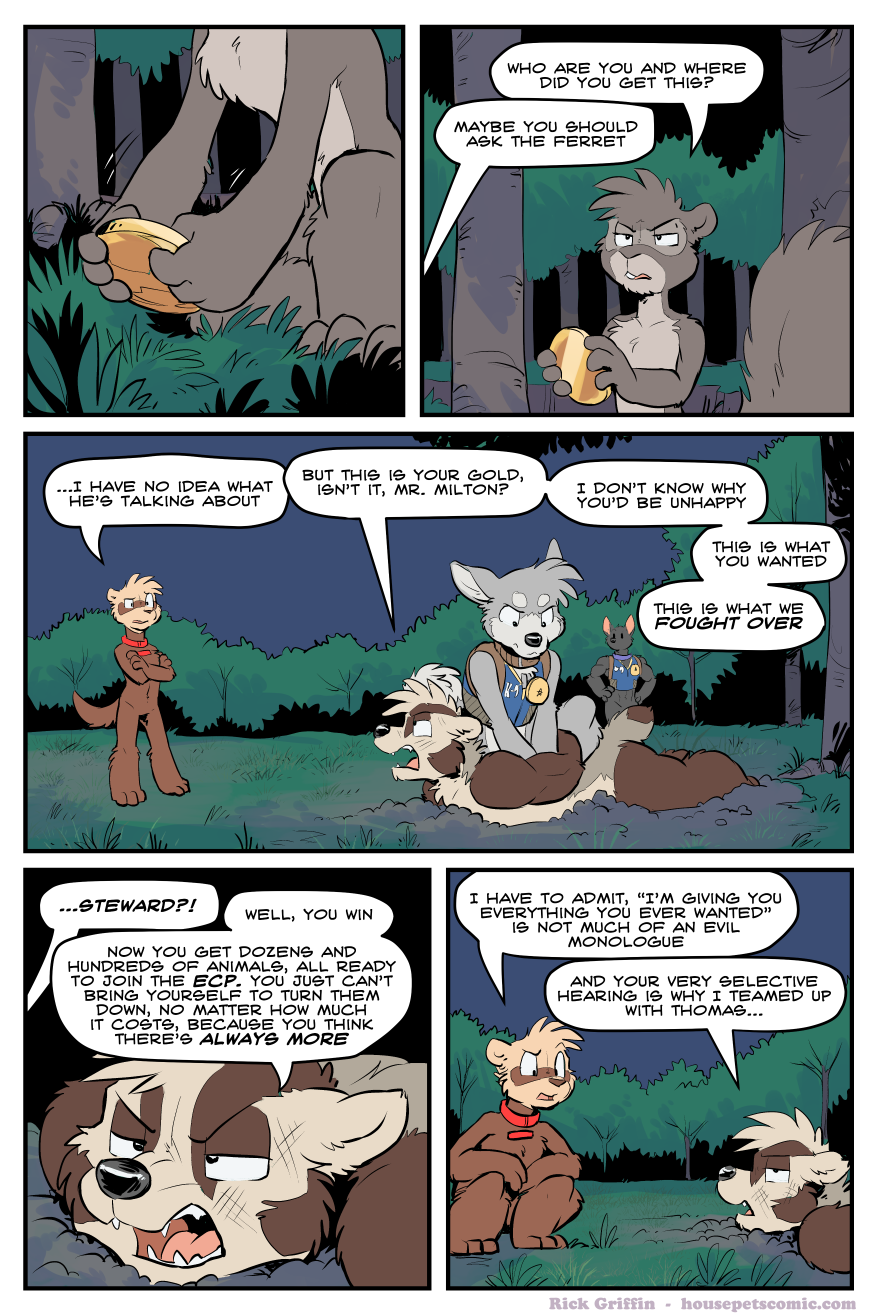 WHO ARE YOU AND WHERE
DID YOU GET THIS?
MAYBE YOU SHOULD
ASK THE FERRET
...I HAVE NO IDEA WHAT
HE'S TALKING ABOUT
BUT THIS IS YOUR GOLD,
ISN'T IT, MR. MILTON?
I DON'T KNOW WHY
YOU'D BE UNHAPPY
THIS IS WHAT
YOU WANTED
THIS IS WHAT WE
FOUGHT OVER
...STEWARD?!
WELL, YOU WIN
NOW YOU GET DOZENS AND
HUNDREDS OF ANIMALS, ALL READY
TO JOIN THE ECP. YOU JUST CAN'T
BRING YOURSELF TO TURN THEM
DOWN, NO MATTER HOW MUCH
IT COSTS, BECAUSE YOU THINK
THERE'S ALWAYS MORE
I HAVE TO ADMIT, "I'M GIVING YOU
EVERYTHING YOU EVER WANTED"
IS NOT MUCH OF AN EVIL
MONOLOGUE
AND YOUR VERY SELECTIVE
HEARING IS WHY I TEAMED UP
WITH THOMAS...
Rick Griffin - housepetscomic.com